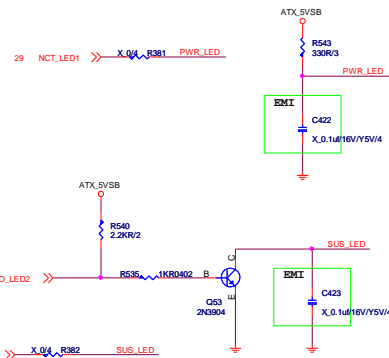 ATX_5VSB
29 NCT_LED1 X_0/4 R381 PWR_LED
R543
330R/3
PWR_LED
EMI
C422
X_0.1uf/16V/Y5V/4
ATX_5VSB
R540
2.2KR/2
O_LED2 R535 1KR0402 B C E
Q53
2N3904
SUS_LED
EMI
C423
X_0.1uf/16V/Y5V/4
X_0/4 R382 SUS_LED